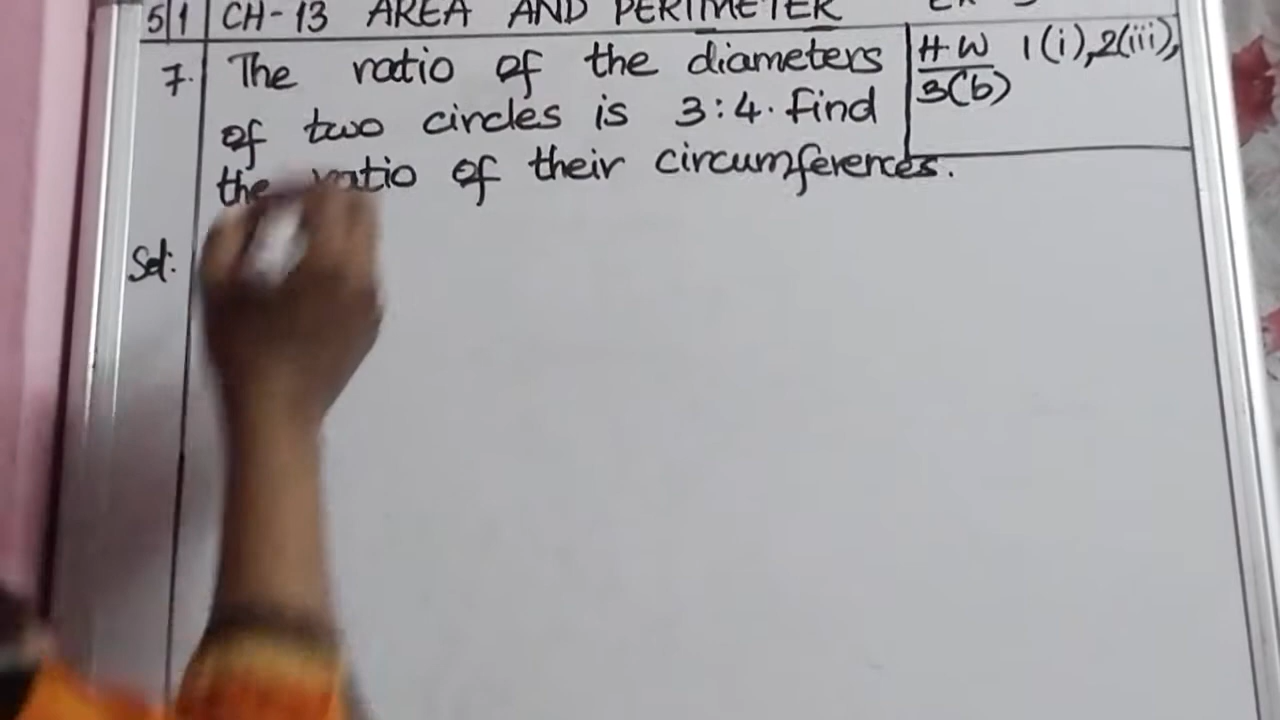 5|1 CH-13 AREA AND PERIMETER
7. The ratio of the diameters
of two circles is 3:4. find
the ratio of their circumferences.
H.W 1(i), 2(iii),
3(b)
Sol: